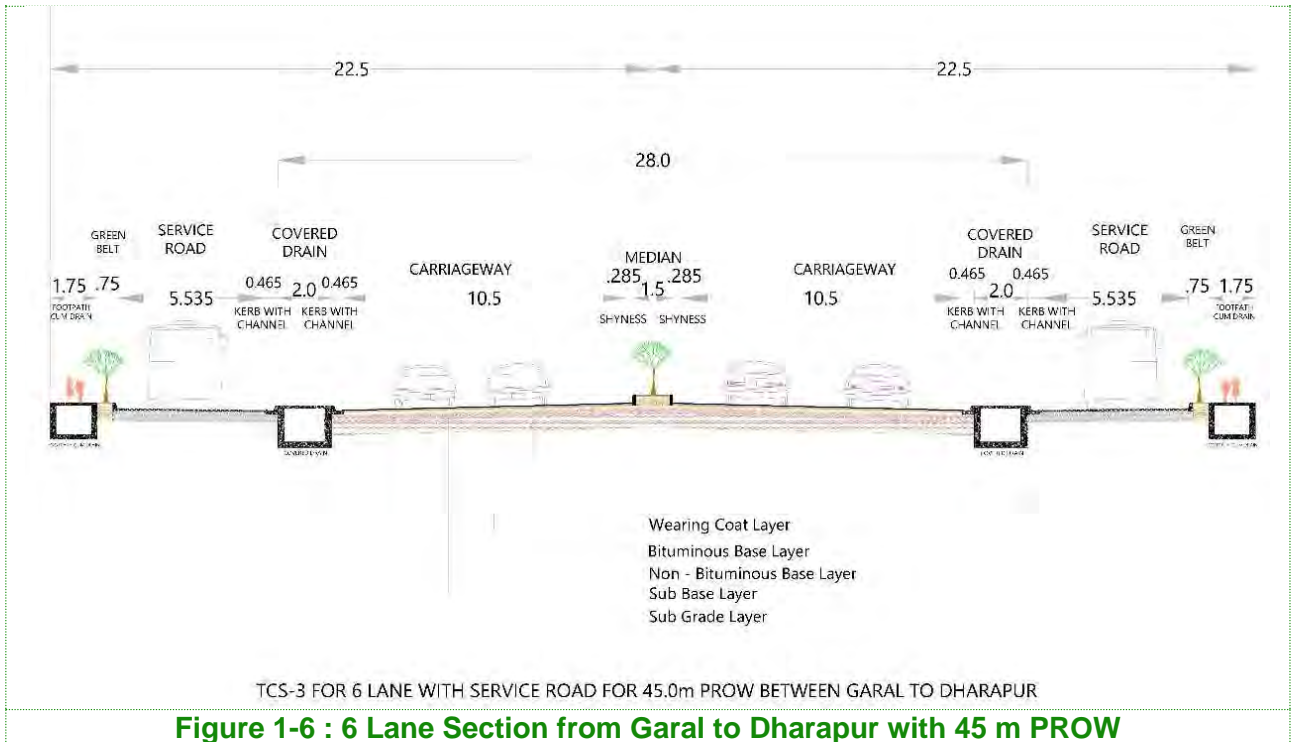 22.5 22.5
28.0
GREEN BELT SERVICE ROAD COVERED DRAIN CARRIAGEWAY MEDIAN CARRIAGEWAY COVERED DRAIN SERVICE ROAD GREEN BELT
1.75 .75 5.535 0.465 2.0 0.465 10.5 .285 1.5 .285 10.5 0.465 2.0 0.465 5.535 .75 1.75
FOOTPATH CUM DRAIN KERB WITH CHANNEL KERB WITH CHANNEL SHYNESS SHYNESS KERB WITH CHANNEL KERB WITH CHANNEL FOOTPATH CUM DRAIN
COVERED DRAIN
Wearing Coat Layer
Bituminous Base Layer
Non - Bituminous Base Layer
Sub Base Layer
Sub Grade Layer
TCS-3 FOR 6 LANE WITH SERVICE ROAD FOR 45.0m PROW BETWEEN GARAL TO DHARAPUR
Figure 1-6 : 6 Lane Section from Garal to Dharapur with 45 m PROW